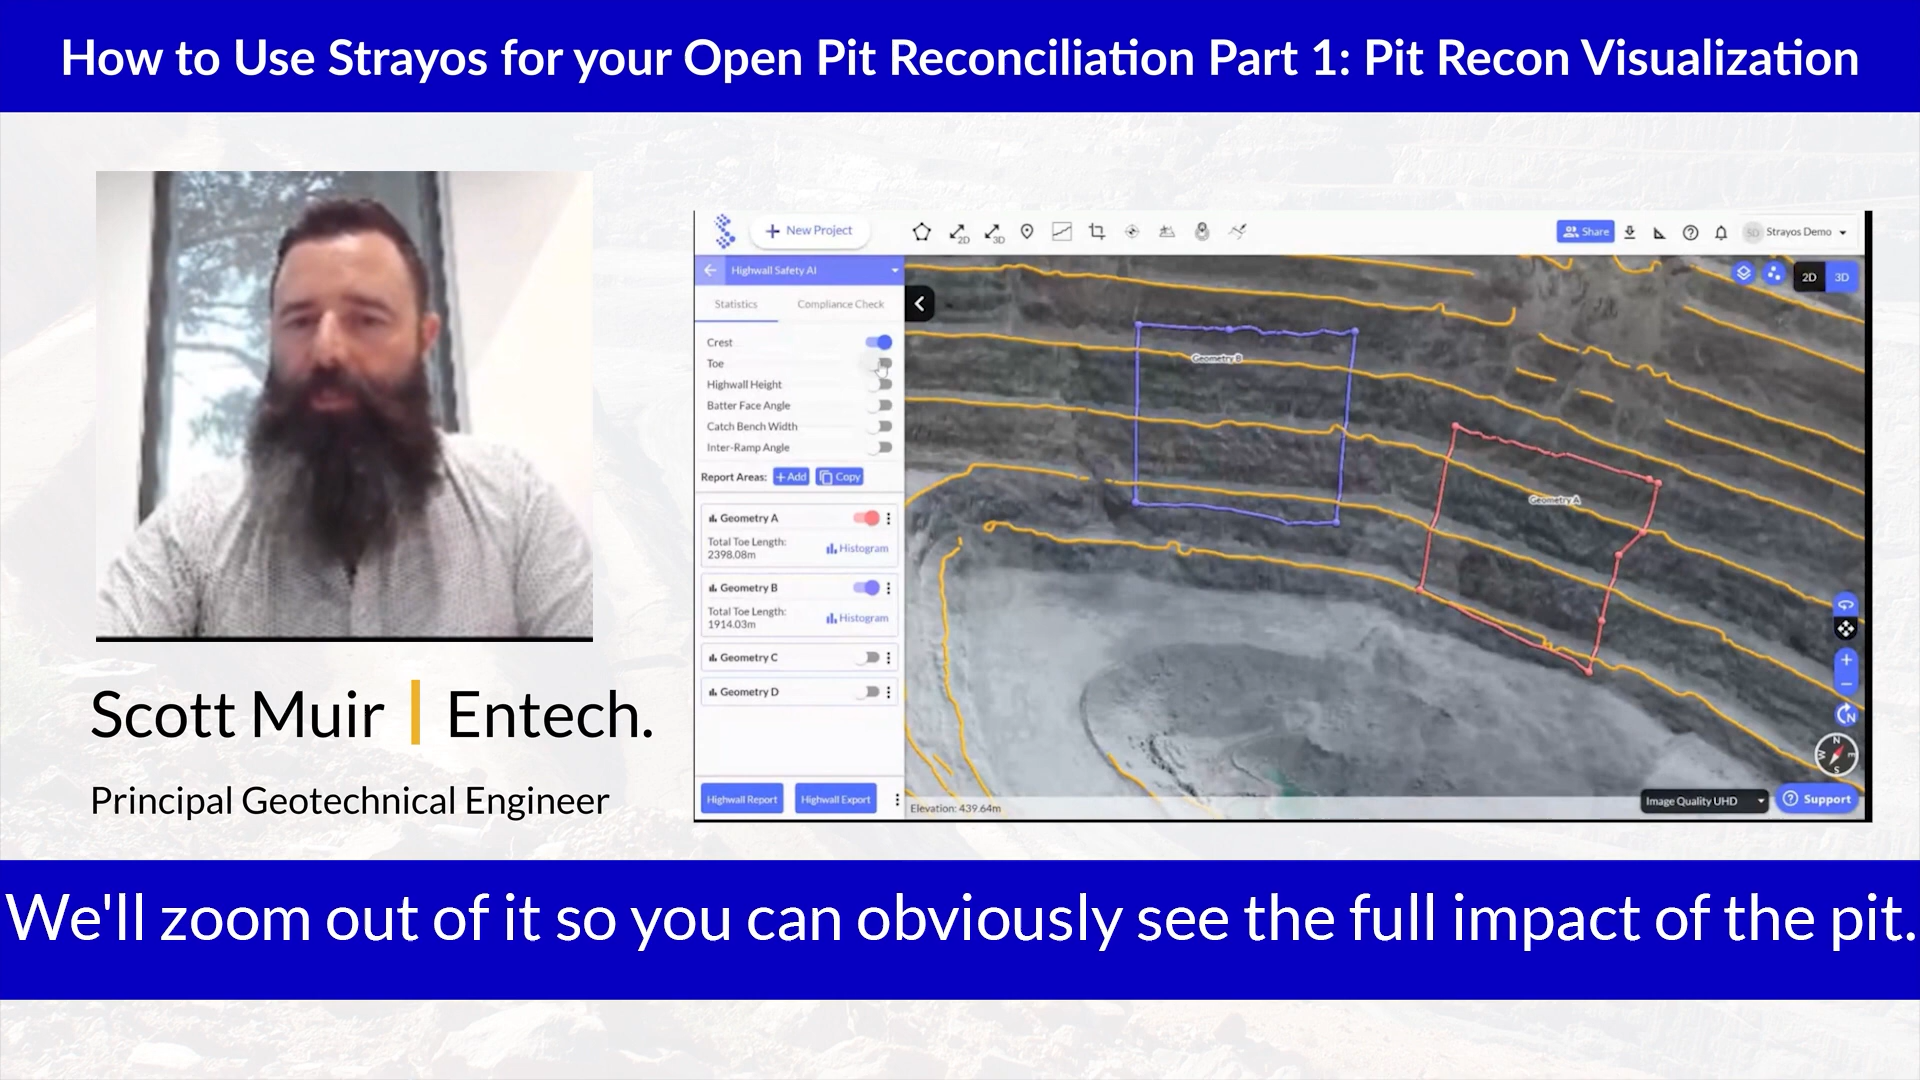 How to Use Strayos for your Open Pit Reconciliation Part 1: Pit Recon Visualization
New Project
2D
3D
Share
SD
Strayos Demo
Highwall Safety AI
Statistics
Compliance Check
Crest
Toe
Highwall Height
Batter Face Angle
Catch Bench Width
Inter-Ramp Angle
Report Areas:
+Add
Copy
Geometry A
Total Toe Length:
2398.08m
Histogram
Geometry B
Total Toe Length:
1914.03m
Histogram
Geometry C
Geometry D
Highwall Report
Highwall Export
2D
3D
Geometry B
Geometry A
N
N
W
E
S
Elevation: 439.64m
Image Quality UHD
Support
Scott Muir | Entech.
Principal Geotechnical Engineer
We'll zoom out of it so you can obviously see the full impact of the pit.